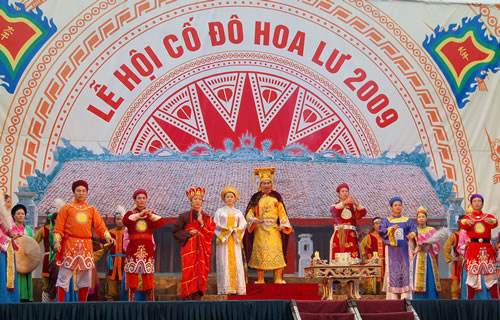 LỄ HỘI CỐ ĐÔ HOA LƯ 2009